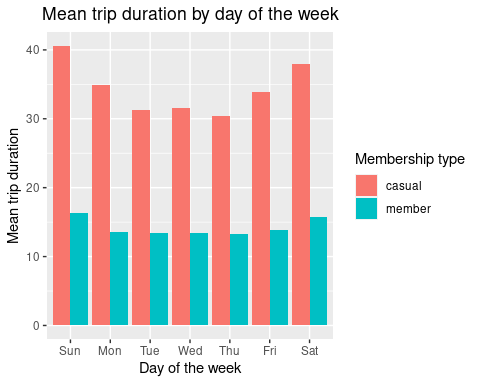 Mean trip duration by day of the week
Mean trip duration
40
30
20
10
0
Sun Mon Tue Wed Thu Fri Sat
Day of the week
Membership type
casual
member